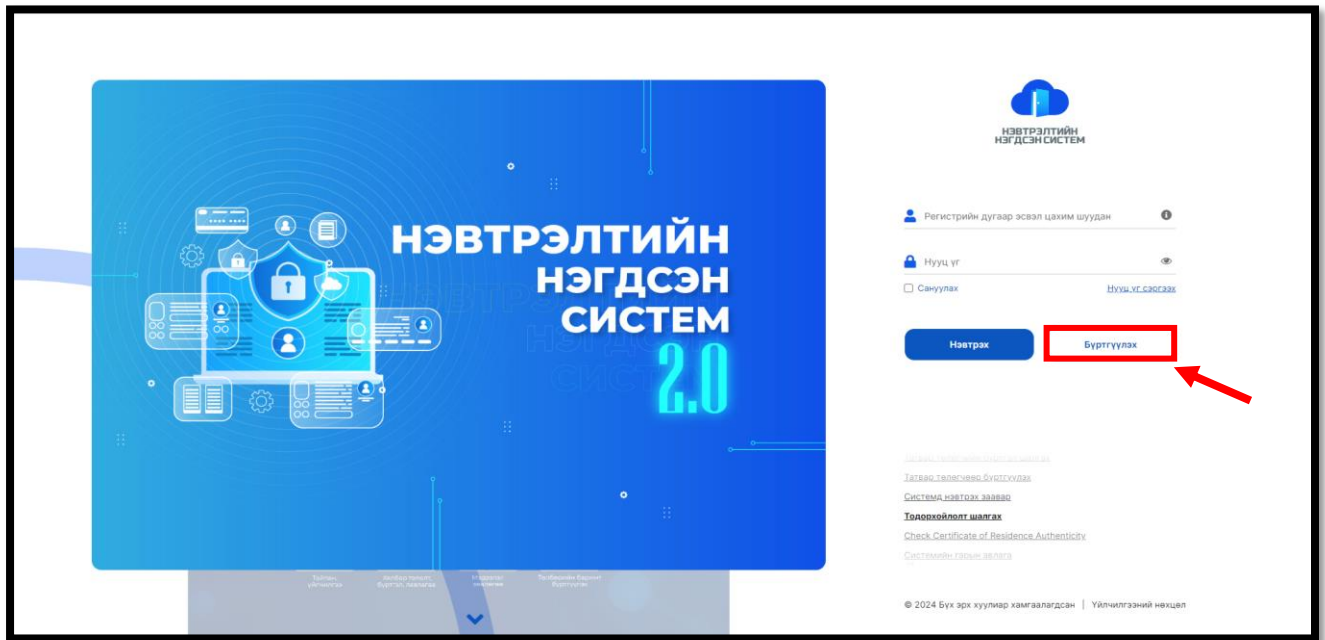 НЭВТРЭЛТИЙН
НЭГДСЭН
СИСТЕМ
2.0
НЭВТРЭЛТИЙН
НЭГДСЭН СИСТЕМ
Регистрийн дугаар эсвэл цахим шуудан
Нууц үг
Сануулах
Нууц үг сэргээх
Нэвтрэх
Бүртгүүлэх
Татвар төлөгчөөр бүртгүүлэх
Системд нэвтрэх заавар
Тодорхойлолт шалгах
Check Certificate of Residence Authenticity
Системийн гарын авлага
© 2024 Бүх эрх хуулиар хамгаалагдсан | Үйлчилгээний нөхцөл